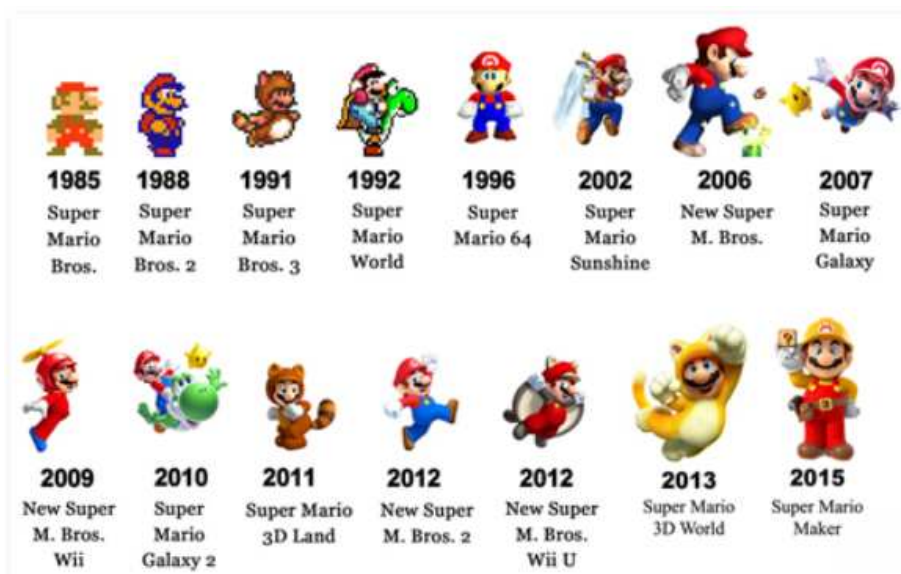 1985
Super
Mario
Bros.
1988
Super
Mario
Bros. 2
1991
Super
Mario
Bros. 3
1992
Super
Mario
World
1996
Super
Mario 64
2002
Super
Mario
Sunshine
2006
New Super
M. Bros.
2007
Super
Mario
Galaxy
2009
New Super
M. Bros.
Wii
2010
Super
Mario
Galaxy 2
2011
Super Mario
3D Land
2012
New Super
M. Bros. 2
2012
New Super
M. Bros.
Wii U
2013
Super Mario
3D World
2015
Super Mario
Maker